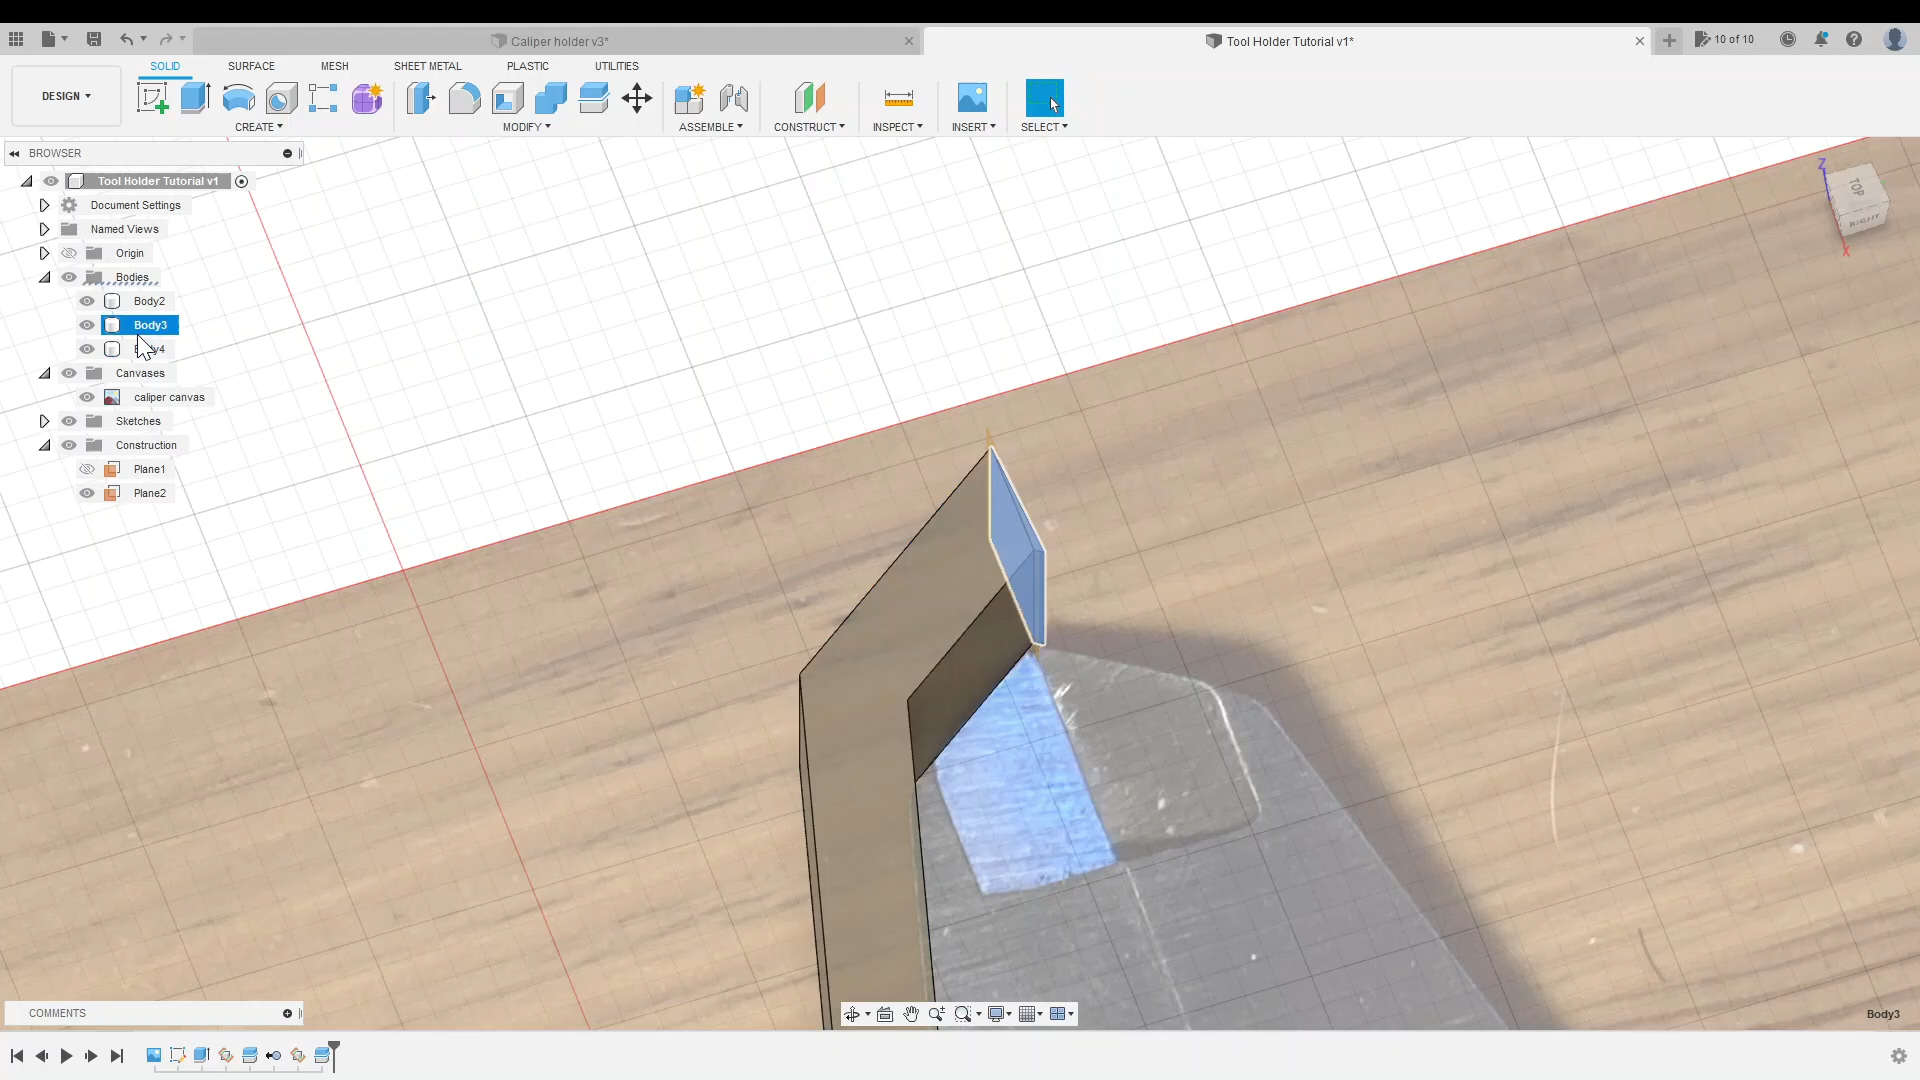 Caliper holder v3*
Tool Holder Tutorial v1*
10 of 10
DESIGN
SOLID
SURFACE
MESH
SHEET METAL
PLASTIC
UTILITIES
CREATE
MODIFY
ASSEMBLE
CONSTRUCT
INSPECT
INSERT
SELECT
BROWSER
Tool Holder Tutorial v1
Document Settings
Named Views
Origin
Bodies
Body2
Body3
Canvases
caliper canvas
Sketches
Construction
Plane1
Plane2
Z
TOP
RIGHT
X
COMMENTS
Body3